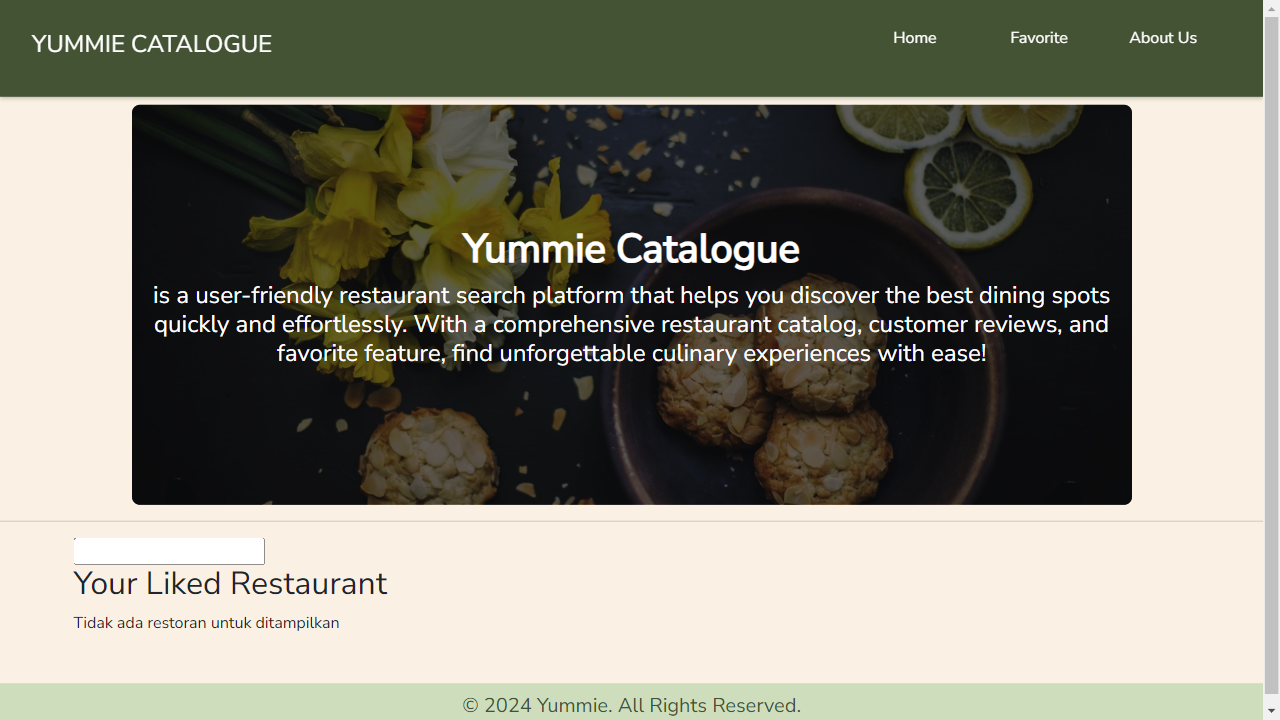 YUMMIE CATALOGUE
Home Favorite About Us
Yummie Catalogue
is a user-friendly restaurant search platform that helps you discover the best dining spots
quickly and effortlessly. With a comprehensive restaurant catalog, customer reviews, and
favorite feature, find unforgettable culinary experiences with ease!
Your Liked Restaurant
Tidak ada restoran untuk ditampilkan
© 2024 Yummie. All Rights Reserved.